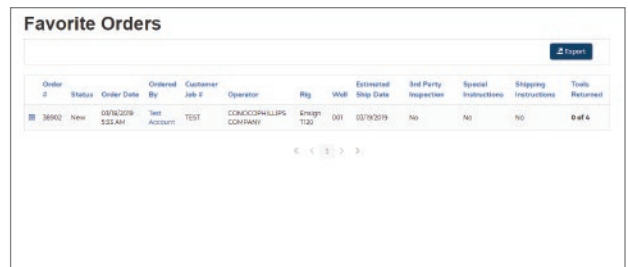 Favorite Orders
Export
Order # Status Order Date Ordered By Customer Job # Operator Rig Well Estimated Ship Date 3rd Party Inspection Special Instructions Shipping Instructions Tools Returned
38902 New 03/19/2019 5:33 AM Test Account TEST CONOCOPHILLIPS COMPANY Ensign T120 001 03/19/2019 No No No 0 of 4
« < 1 > »